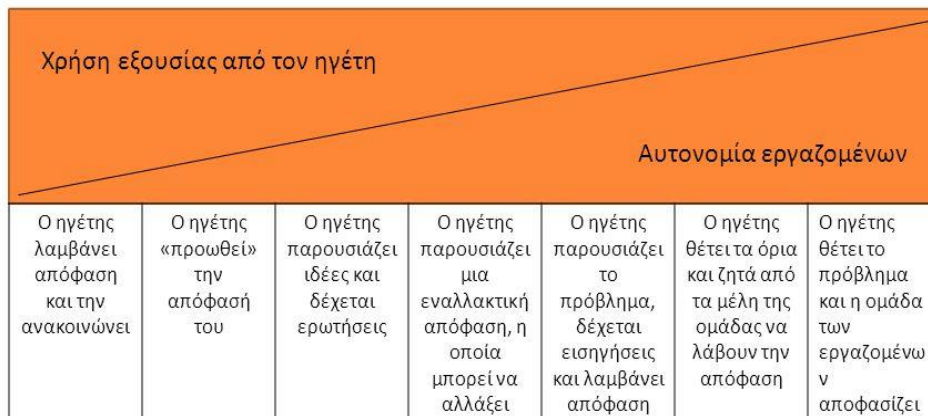 Χρήση εξουσίας από τον ηγέτη
Αυτονομία εργαζομένων
Ο ηγέτης
λαμβάνει
απόφαση
και την
ανακοινώνει
Ο ηγέτης
«προωθεί»
την
απόφασή
του
Ο ηγέτης
παρουσιάζει
ιδέες και
δέχεται
ερωτήσεις
Ο ηγέτης
παρουσιάζει
μια
εναλλακτική
απόφαση, η
οποία
μπορεί να
αλλάξει
Ο ηγέτης
παρουσιάζει
το
πρόβλημα,
δέχεται
εισηγήσεις
και λαμβάνει
απόφαση
Ο ηγέτης
θέτει τα όρια
και ζητά από
τα μέλη της
ομάδας να
λάβουν την
απόφαση
Ο ηγέτης
θέτει το
πρόβλημα
και η ομάδα
των
εργαζομένω
ν
αποφασίζει